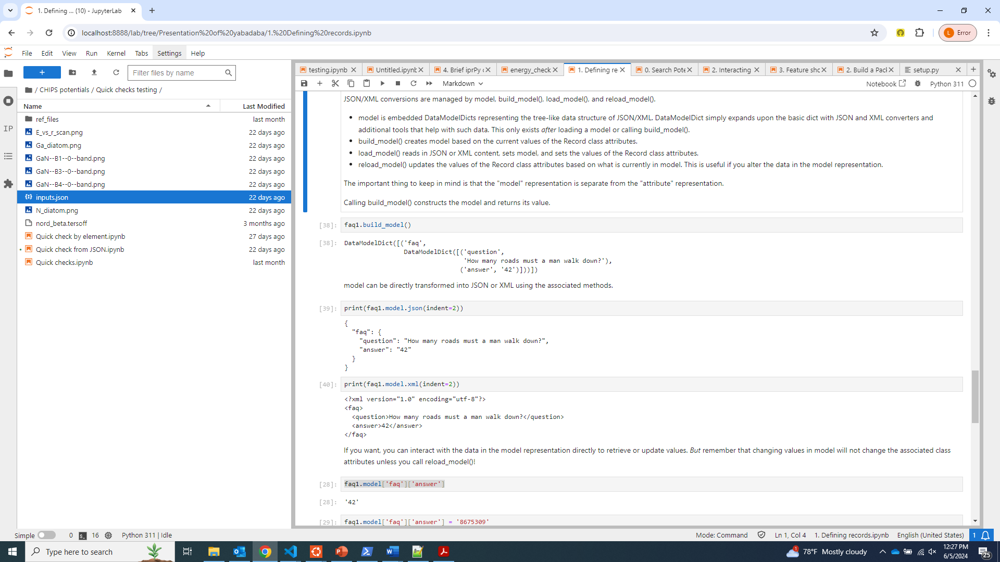 1. Defining ... (10) - JupyterLab
localhost:8888/lab/tree/Presentation%20of%20yabadaba/1.%20Defining%20records.ipynb
L Error
File Edit View Run Kernel Tabs Settings Help
Filter files by name
/ CHIPS potentials / Quick checks testing /
Name Last Modified
ref_files last month
E_vs_r_scan.png 22 days ago
Ga_diatom.png 22 days ago
GaN--B1--0--band.png 22 days ago
GaN--B3--0--band.png 22 days ago
GaN--B4--0--band.png 22 days ago
inputs.json 22 days ago
N_diatom.png 22 days ago
nord_beta.tersoff 3 months ago
Quick check by element.ipynb 27 days ago
Quick check from JSON.ipynb 22 days ago
Quick checks.ipynb last month
IP
testing.ipynb Untitled.ipynb 4. Brief iprPy energy_check 1. Defining re 0. Search Pote 2. Interacting 3. Feature sho 2. Build a Pack setup.py
Markdown Notebook Python 311
JSON/XML conversions are managed by model, build_model(), load_model(), and reload_model().
• model is embedded DataModelDicts representing the tree-like data structure of JSON/XML. DataModelDict simply expands upon the basic dict with JSON and XML converters and
additional tools that help with such data. This only exists after loading a model or calling build_model().
• build_model() creates model based on the current values of the Record class attributes.
• load_model() reads in JSON or XML content, sets model, and sets the values of the Record class attributes.
• reload_model() updates the values of the Record class attributes based on what is currently in model. This is useful if you alter the data in the model representation.
The important thing to keep in mind is that the "model" representation is separate from the "attribute" representation.
Calling build_model() constructs the model and returns its value.
[38]: faq1.build_model()
[38]: DataModelDict([('faq',
DataModelDict([('question',
'How many roads must a man walk down?'),
('answer', '42')]))])
model can be directly transformed into JSON or XML using the associated methods.
[39]: print(faq1.model.json(indent=2))
{
"faq": {
"question": "How many roads must a man walk down?",
"answer": "42"
}
}
[40]: print(faq1.model.xml(indent=2))
<?xml version="1.0" encoding="utf-8"?>
<faq>
<question>How many roads must a man walk down?</question>
<answer>42</answer>
</faq>
If you want, you can interact with the data in the model representation directly to retrieve or update values. But remember that changing values in model will not change the associated class
attributes unless you call reload_model()!
[28]: faq1.model['faq']['answer']
[28]: '42'
[29]: faq1.model['faq']['answer'] = '8675309'
Simple 0 16 Python 311 | Idle Mode: Command Ln 1, Col 4 1. Defining records.ipynb English (United States) 1
Type here to search 1 78°F Mostly cloudy 12:27 PM
6/5/2024 25